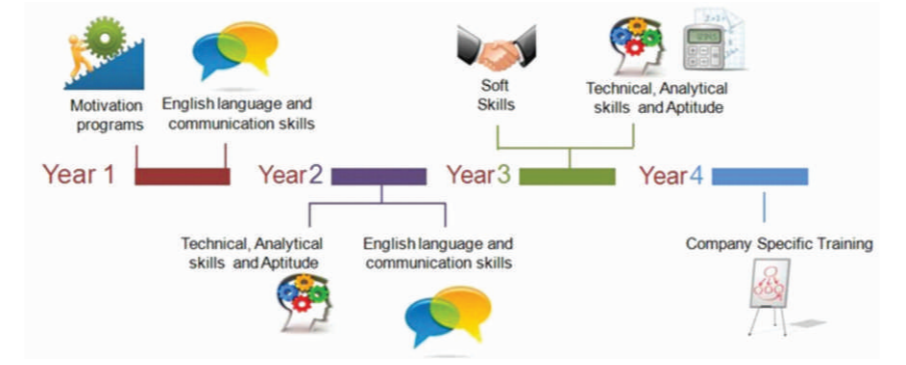 Motivation
programs
English language and
communication skills
Soft
Skills
Technical, Analytical
skills and Aptitude
Year 1
Year2
Year3
Year4
Technical, Analytical
skills and Aptitude
English language and
communication skills
Company Specific Training